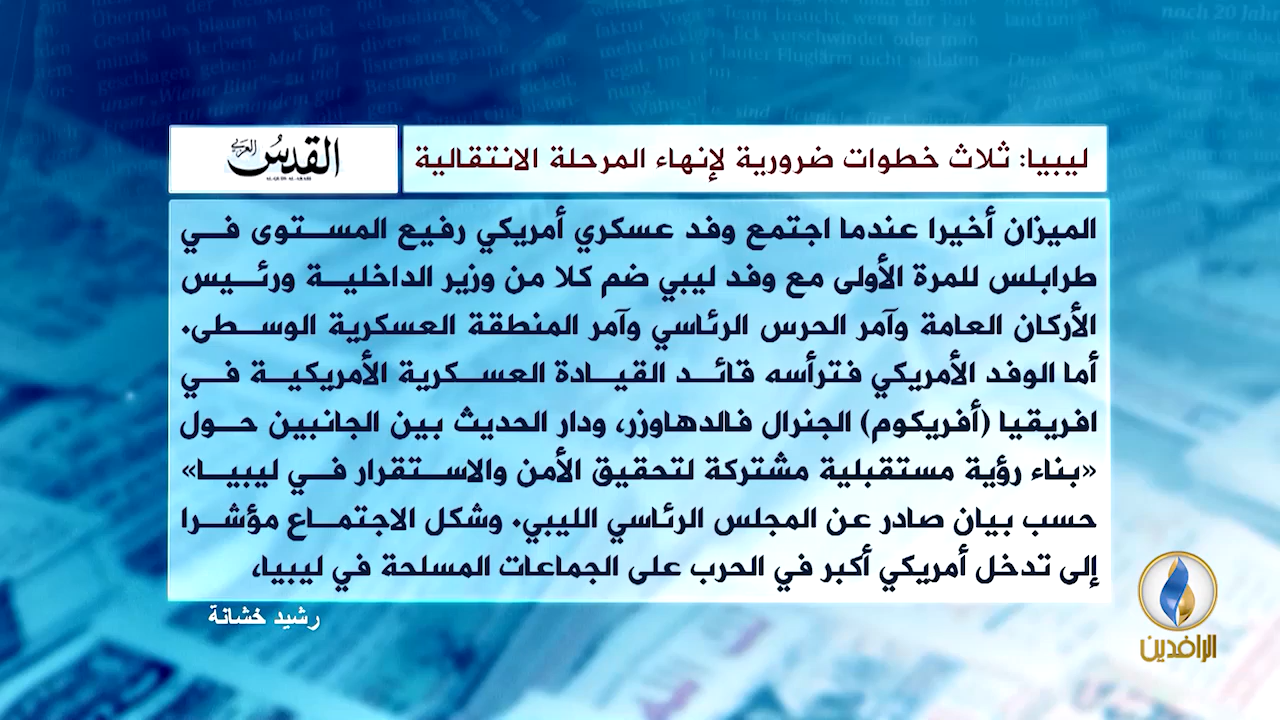 ليبيا: ثلاث خطوات ضرورية لإنهاء المرحلة الانتقالية
القدس العربي
AL-QUDS AL-ARABI
الميزان أخيرا عندما اجتمع وفد عسكري أمريكي رفيع المستوى في
طرابلس للمرة الأولى مع وفد ليبي ضم كلا من وزير الداخلية ورئيس
الأركان العامة وآمر الحرس الرئاسي وآمر المنطقة العسكرية الوسطى.
أما الوفد الأمريكي فترأسه قائد القيادة العسكرية الأمريكية في
افريقيا (أفريكوم) الجنرال فالدهاوزر، ودار الحديث بين الجانبين حول
«بناء رؤية مستقبلية مشتركة لتحقيق الأمن والاستقرار في ليبيا»
حسب بيان صادر عن المجلس الرئاسي الليبي. وشكل الاجتماع مؤشرا
إلى تدخل أمريكي أكبر في الحرب على الجماعات المسلحة في ليبيا،
رشيد خشانة
الرافدين